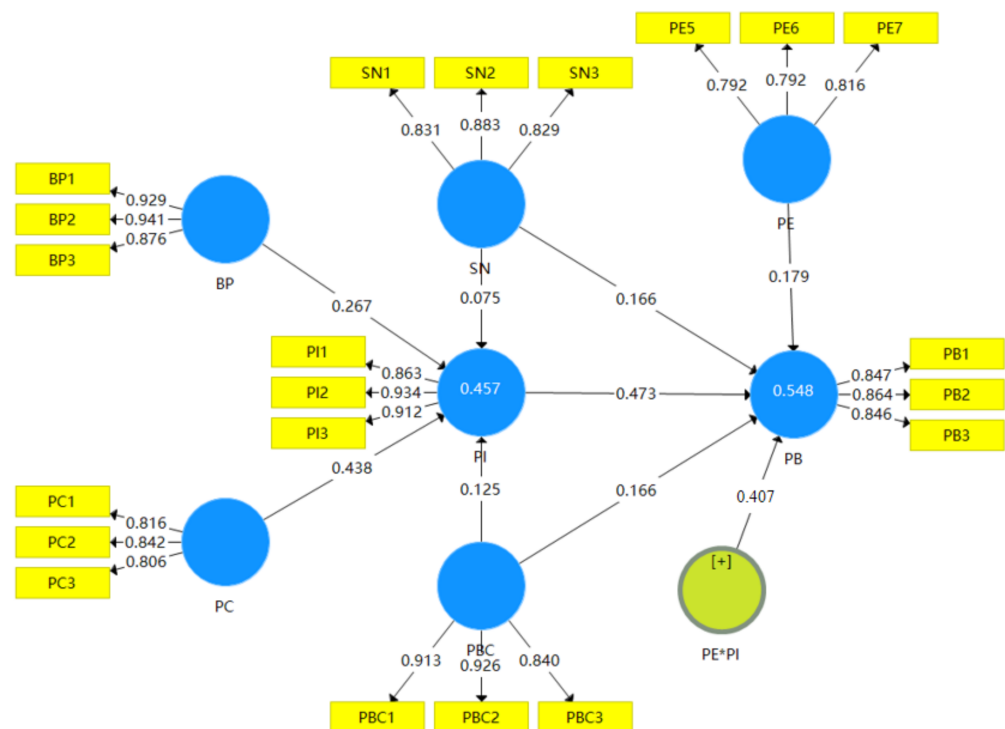 PE5 PE6 PE7
SN1 SN2 SN3
0.792 0.792 0.816
0.831 0.883 0.829
BP1
BP2
BP3
0.929
0.941
0.876
BP
SN
PE
0.267
0.075
0.166
0.179
PI1
PI2
PI3
0.863
0.934
0.912
0.457
PI
0.473
0.548
PB
0.847
0.864
0.846
PB1
PB2
PB3
0.438
0.125
0.166
0.407
PC1
PC2
PC3
0.816
0.842
0.806
PC
PBC
[+]
PE*PI
0.913 0.926 0.840
PBC1 PBC2 PBC3